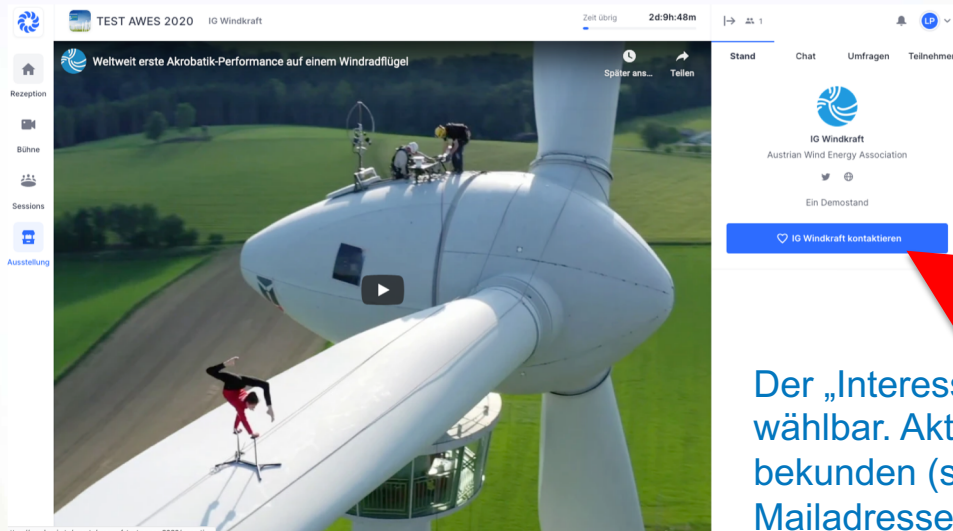 TEST AWES 2020 IG Windkraft
Zeit übrig 2d:9h:48m
1
LP
Weltweit erste Akrobatik-Performance auf einem Windradflügel
Später ans... Teilen
Rezeption
Bühne
Sessions
Ausstellung
Stand Chat Umfragen Teilnehmer
IG Windkraft
Austrian Wind Energy Association
Ein Demostand
IG Windkraft kontaktieren
Der „Interess
wählbar. Akt
bekunden (s
Mailadresse